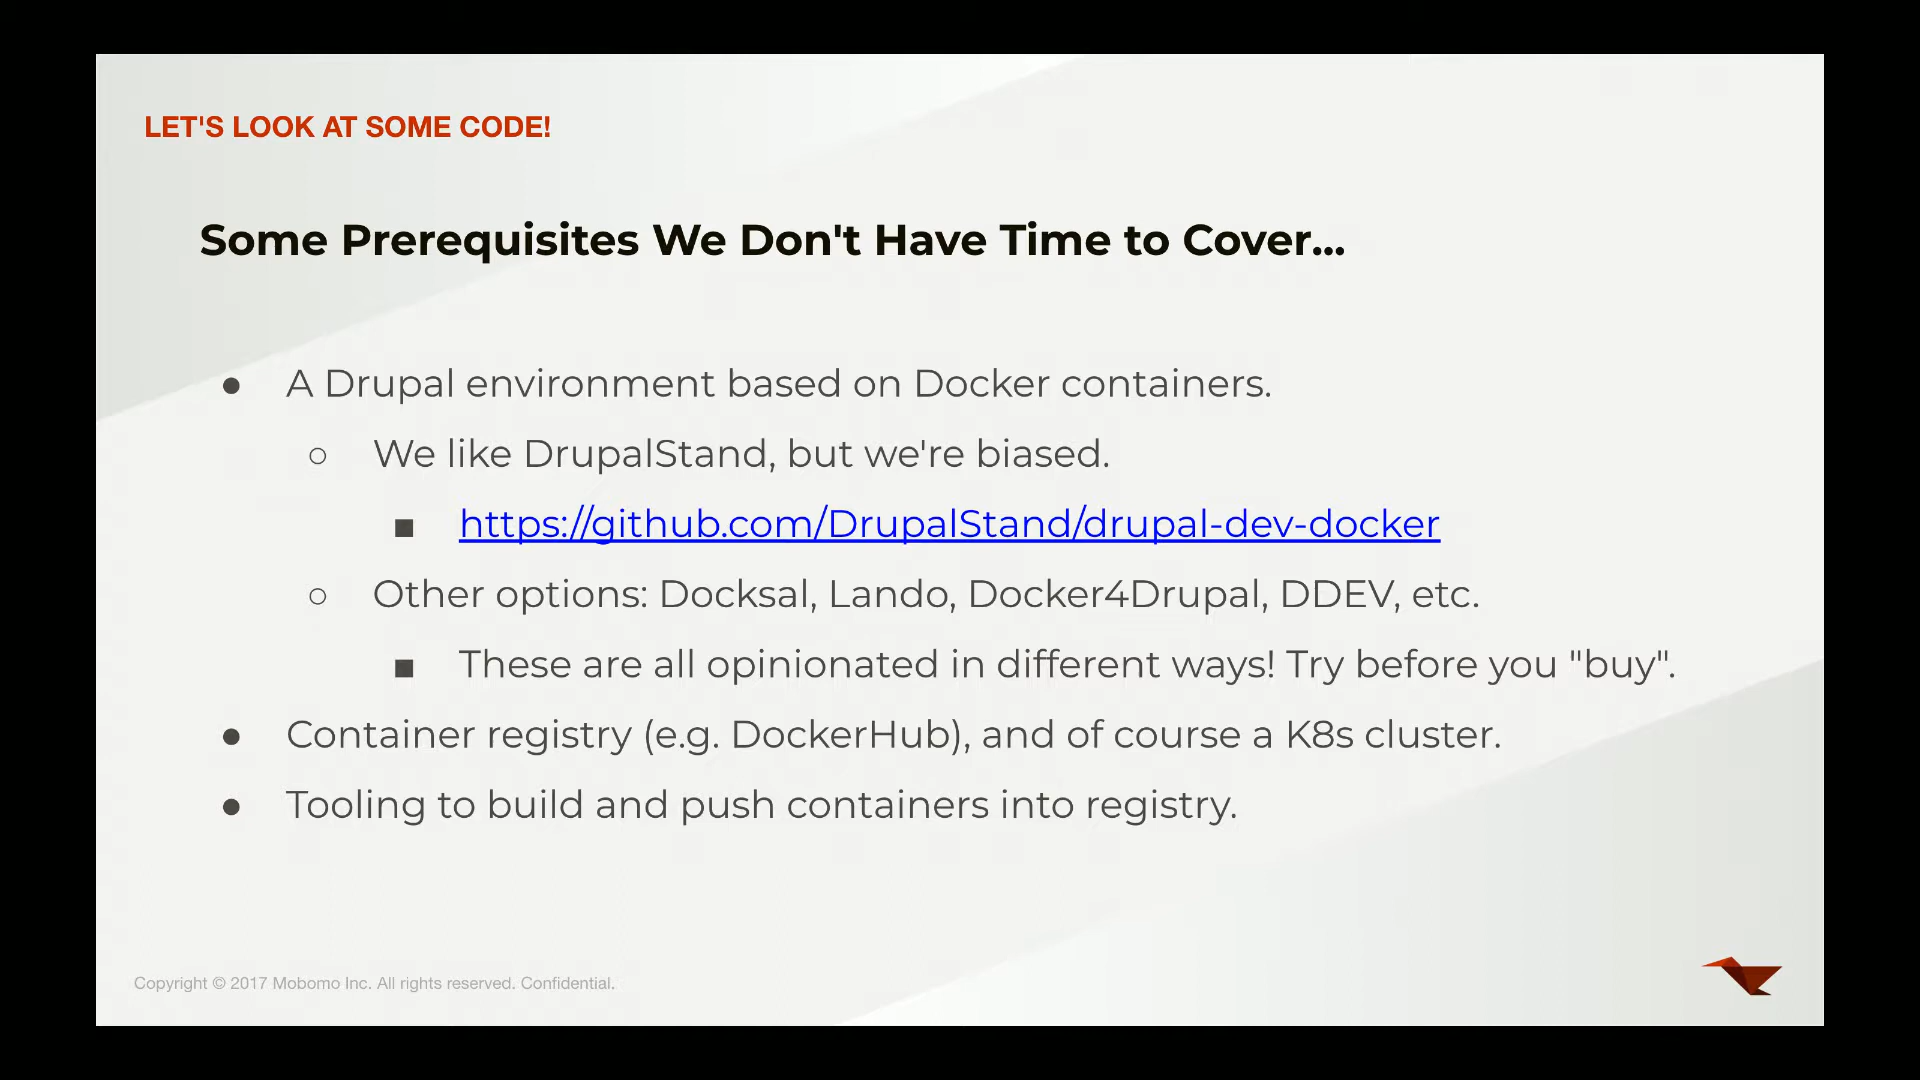 LET'S LOOK AT SOME CODE!
Some Prerequisites We Don't Have Time to Cover...
● A Drupal environment based on Docker containers.
○ We like DrupalStand, but we're biased.
■ https://github.com/DrupalStand/drupal-dev-docker
○ Other options: Docksal, Lando, Docker4Drupal, DDEV, etc.
■ These are all opinionated in different ways! Try before you "buy".
● Container registry (e.g. DockerHub), and of course a K8s cluster.
● Tooling to build and push containers into registry.
Copyright © 2017 Mobomo Inc. All rights reserved. Confidential.